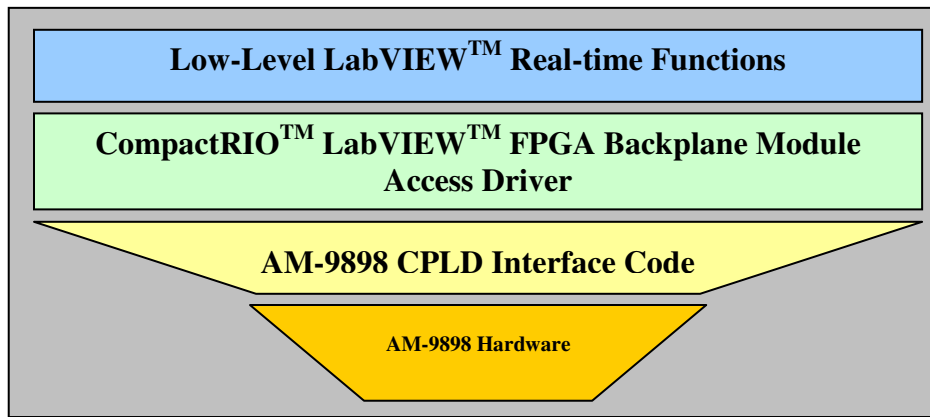 Low-Level LabVIEW™ Real-time Functions
CompactRIO™ LabVIEW™ FPGA Backplane Module
Access Driver
AM-9898 CPLD Interface Code
AM-9898 Hardware